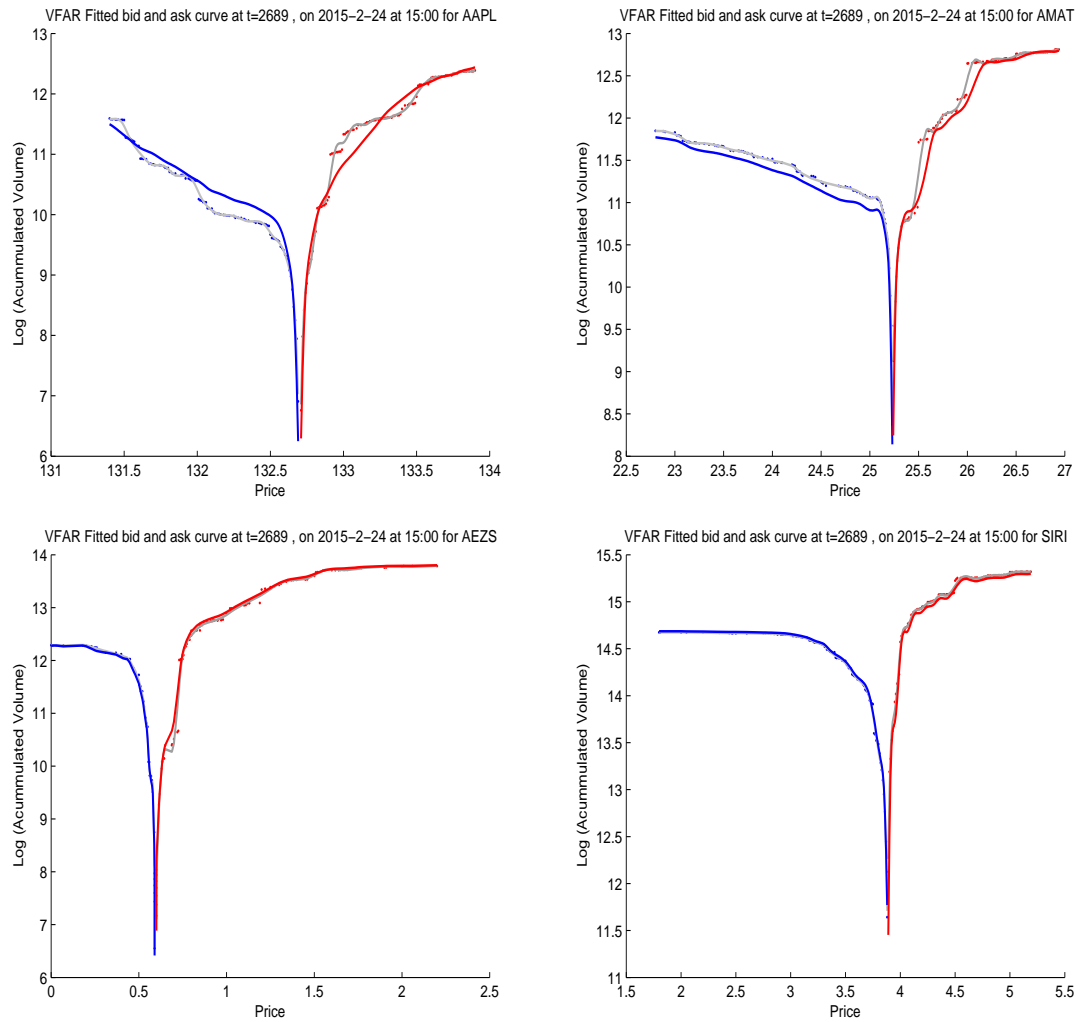 VFAR Fitted bid and ask curve at t=2689 , on 2015-2-24 at 15:00 for AAPL
13
12
11
10
9
8
7
6
Log (Acummulated Volume)
131 131.5 132 132.5 133 133.5 134
Price
VFAR Fitted bid and ask curve at t=2689 , on 2015-2-24 at 15:00 for AMAT
13
12.5
12
11.5
11
10.5
10
9.5
9
8.5
8
Log (Acummulated Volume)
22.5 23 23.5 24 24.5 25 25.5 26 26.5 27
Price
VFAR Fitted bid and ask curve at t=2689 , on 2015-2-24 at 15:00 for AEZS
14
13
12
11
10
9
8
7
6
Log (Acummulated Volume)
0 0.5 1 1.5 2 2.5
Price
VFAR Fitted bid and ask curve at t=2689 , on 2015-2-24 at 15:00 for SIRI
15.5
15
14.5
14
13.5
13
12.5
12
11.5
11
Log (Acummulated Volume)
1.5 2 2.5 3 3.5 4 4.5 5 5.5
Price